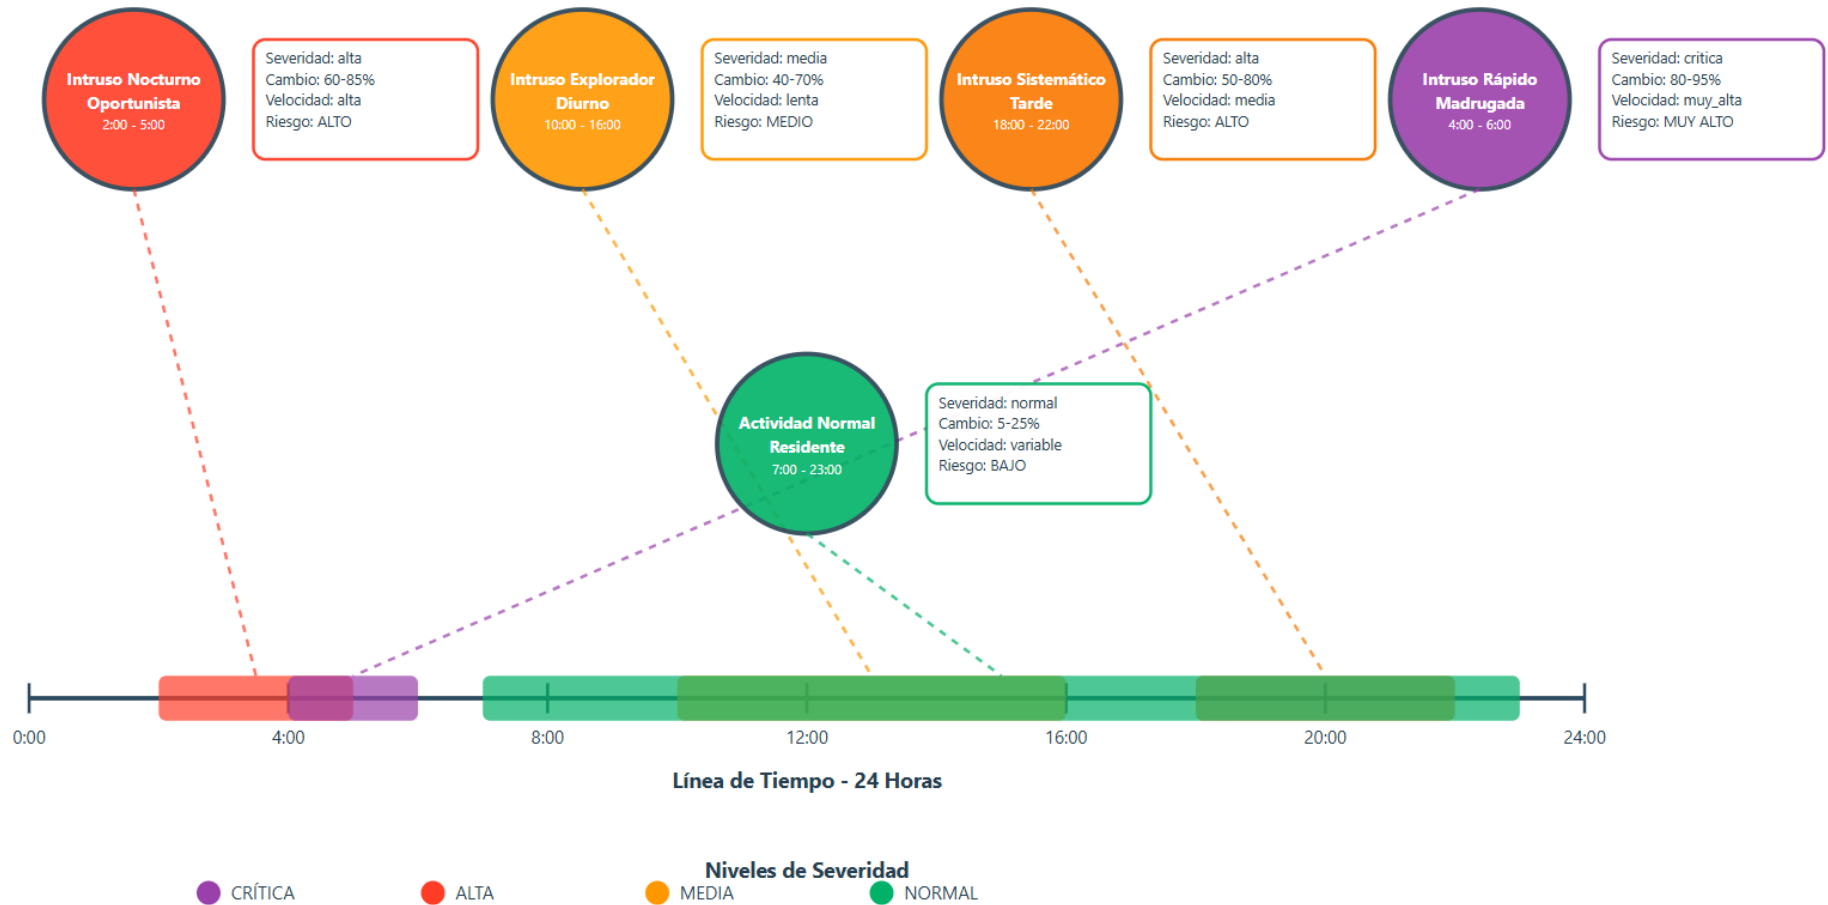 Intruso Nocturno
Oportunista
2:00 - 5:00
Severidad: alta
Cambio: 60-85%
Velocidad: alta
Riesgo: ALTO
Intruso Explorador
Diurno
10:00 - 16:00
Severidad: media
Cambio: 40-70%
Velocidad: lenta
Riesgo: MEDIO
Intruso Sistemático
Tarde
18:00 - 22:00
Severidad: alta
Cambio: 50-80%
Velocidad: media
Riesgo: ALTO
Intruso Rápido
Madrugada
4:00 - 6:00
Severidad: critica
Cambio: 80-95%
Velocidad: muy_alta
Riesgo: MUY ALTO
Actividad Normal
Residente
7:00 - 23:00
Severidad: normal
Cambio: 5-25%
Velocidad: variable
Riesgo: BAJO
0:00
4:00
8:00
12:00
16:00
20:00
24:00
Línea de Tiempo - 24 Horas
Niveles de Severidad
CRÍTICA
ALTA
MEDIA
NORMAL